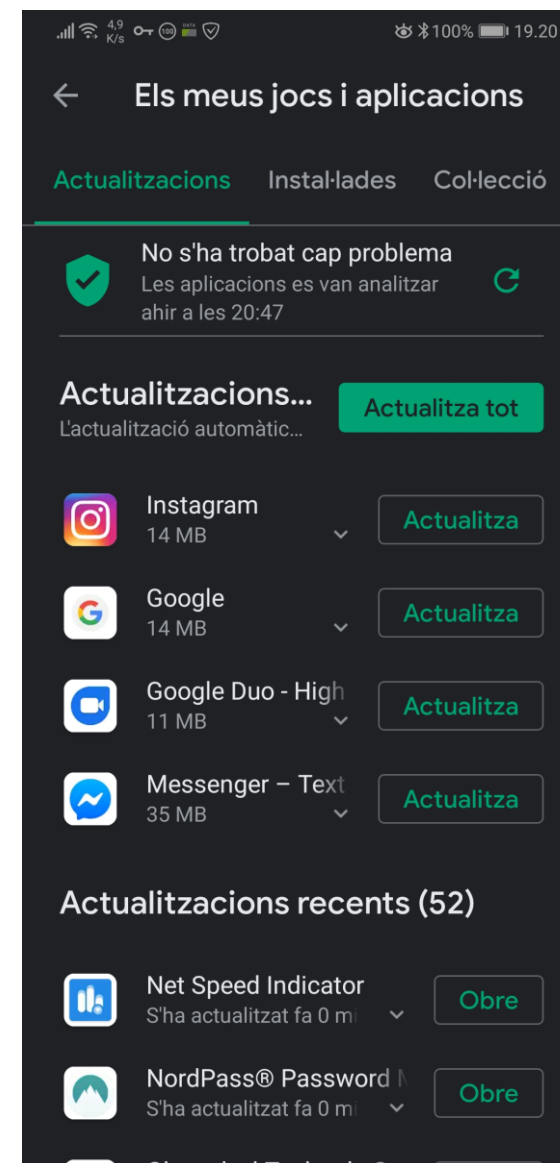 4,9
K/s
100
DATA
100% 19.20
Els meus jocs i aplicacions
Actualitzacions Instal·lades Col·lecció
No s'ha trobat cap problema
Les aplicacions es van analitzar
ahir a les 20:47
Actualitzacions...
Actualitza tot
L'actualització automàtic...
Instagram
14 MB
Actualitza
Google
14 MB
Actualitza
Google Duo - High
11 MB
Actualitza
Messenger – Text
35 MB
Actualitza
Actualitzacions recents (52)
Net Speed Indicator
S'ha actualitzat fa 0 mi
Obre
NordPass® Password
S'ha actualitzat fa 0 mi
Obre